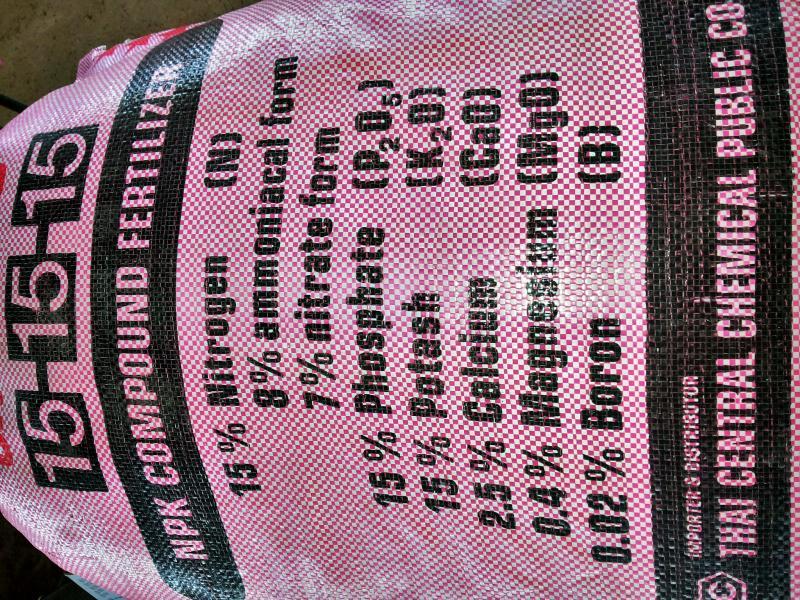 15-15-15
NPK COMPOUND FERTILIZER
15 % Nitrogen (N)
8% ammoniacal form
7% nitrate form
15 % Phosphate (P₂O₅)
15 % Potash (K₂O)
2.5 % Calcium (CaO)
0.4 % Magnesium (MgO)
0.02 % Boron (B)
IMPORTER & DISTRIBUTOR
THAI CENTRAL CHEMICAL PUBLIC CO